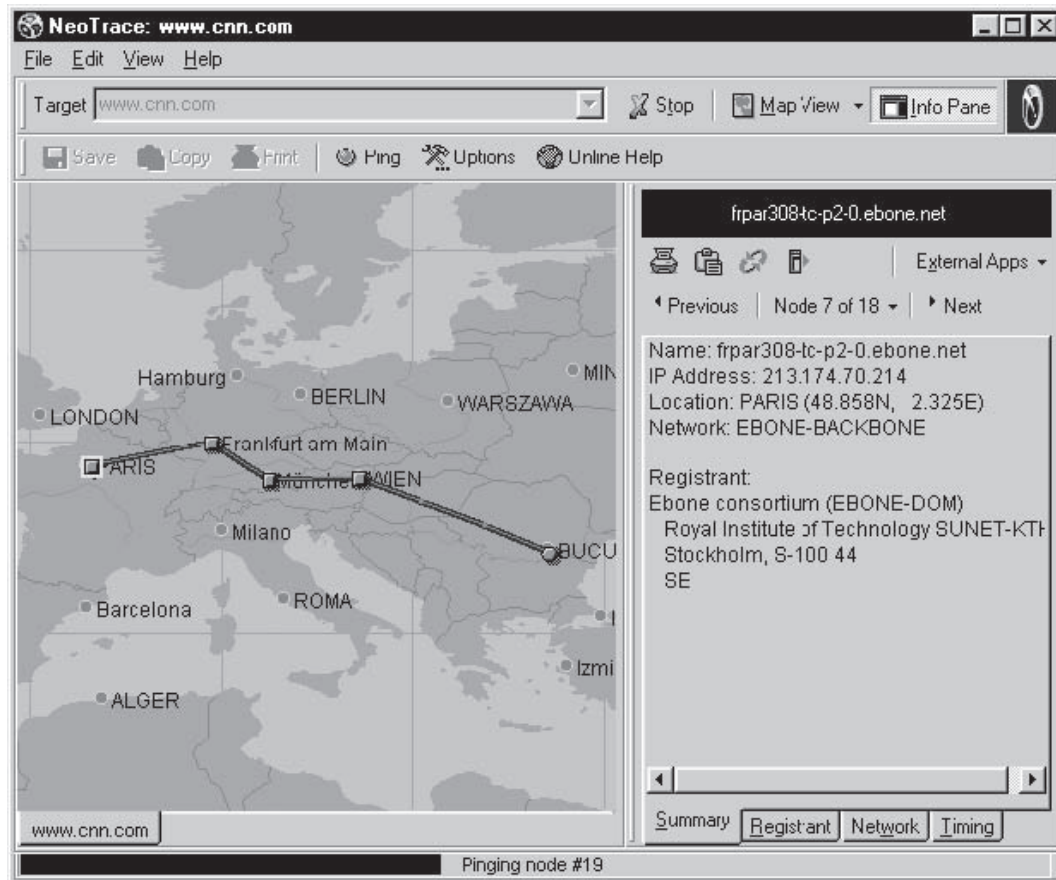 NeoTrace: www.cnn.com
File Edit View Help
Target www.cnn.com Stop Map View Info Pane
Save Copy Print Ping Options Online Help
frpar308-tc-p2-0.ebone.net
External Apps
Previous Node 7 of 18 Next
Name: frpar308-tc-p2-0.ebone.net
IP Address: 213.174.70.214
Location: PARIS (48.858N, 2.325E)
Network: EBONE-BACKBONE
Registrant:
Ebone consortium (EBONE-DOM)
Royal Institute of Technology SUNET-KTH
Stockholm, S-100 44
SE
Hamburg
BERLIN
MIN
LONDON
WARSZAWA
Frankfurt am Main
PARIS
Münche
WIEN
Milano
BUCU
Barcelona
ROMA
Izmi
ALGER
www.cnn.com
Summary Registrant Network Timing
Pinging node #19